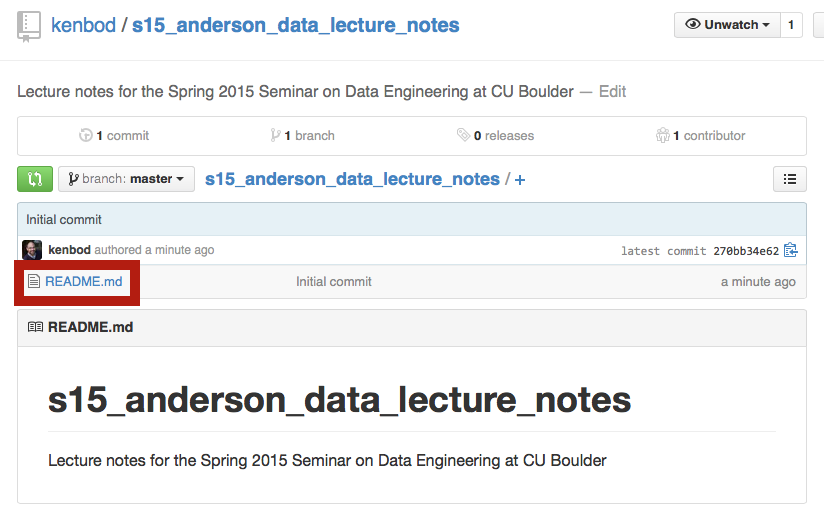 kenbod / s15_anderson_data_lecture_notes Unwatch 1
Lecture notes for the Spring 2015 Seminar on Data Engineering at CU Boulder — Edit
1 commit 1 branch 0 releases 1 contributor
branch: master s15_anderson_data_lecture_notes / +
Initial commit
kenbod authored a minute ago latest commit 270bb34e62
README.md Initial commit a minute ago
README.md
s15_anderson_data_lecture_notes
Lecture notes for the Spring 2015 Seminar on Data Engineering at CU Boulder